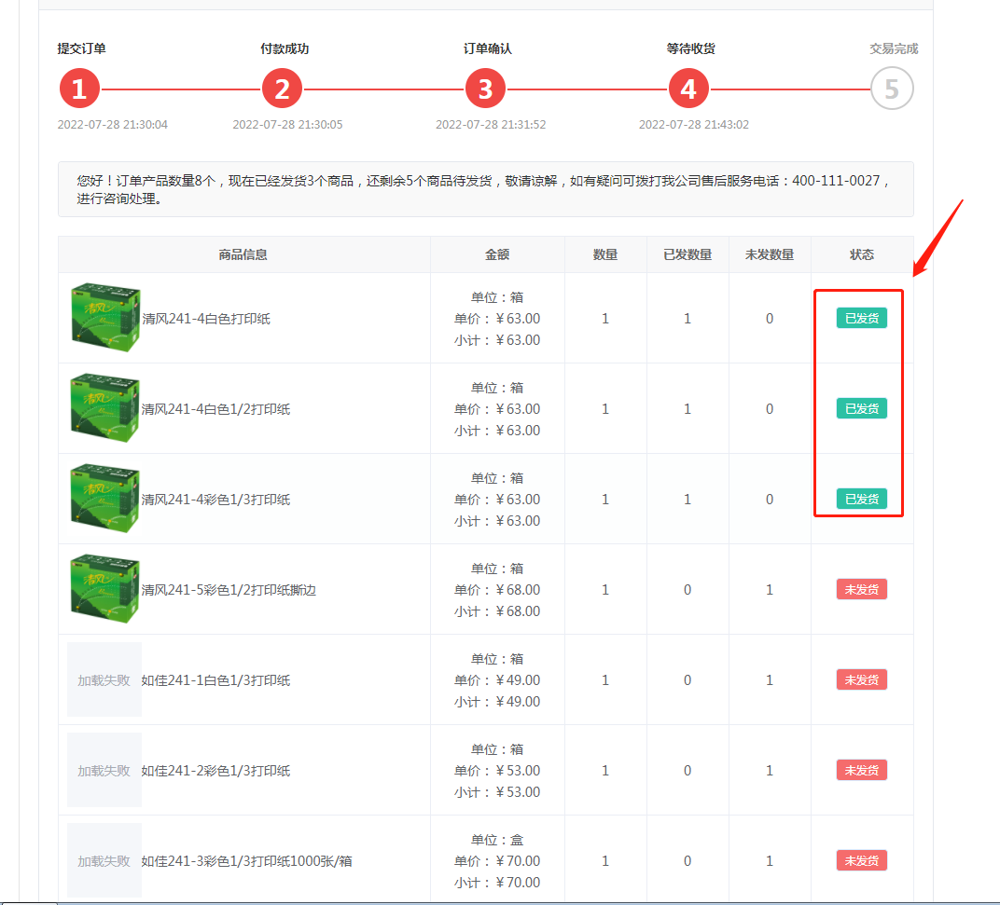 提交订单
付款成功
订单确认
等待收货
交易完成
1
2
3
4
5
2022-07-28 21:30:04
2022-07-28 21:30:05
2022-07-28 21:31:52
2022-07-28 21:43:02
您好！订单产品数量8个，现在已经发货3个商品，还剩余5个商品待发货，敬请谅解，如有疑问可拨打我公司售后服务电话：400-111-0027，
进行咨询处理。
商品信息 金额 数量 已发数量 未发数量 状态
清风
清风241-4白色打印纸
单位：箱
单价：￥63.00
小计：￥63.00
1 1 0 已发货
清风
清风241-4白色1/2打印纸
单位：箱
单价：￥63.00
小计：￥63.00
1 1 0 已发货
清风
清风241-4彩色1/3打印纸
单位：箱
单价：￥63.00
小计：￥63.00
1 1 0 已发货
清风
清风241-5彩色1/2打印纸撕边
单位：箱
单价：￥68.00
小计：￥68.00
1 0 1 未发货
加载失败
如佳241-1白色1/3打印纸
单位：箱
单价：￥49.00
小计：￥49.00
1 0 1 未发货
加载失败
如佳241-2彩色1/3打印纸
单位：箱
单价：￥53.00
小计：￥53.00
1 0 1 未发货
加载失败
如佳241-3彩色1/3打印纸1000张/箱
单位：盒
单价：￥70.00
小计：￥70.00
1 0 1 未发货